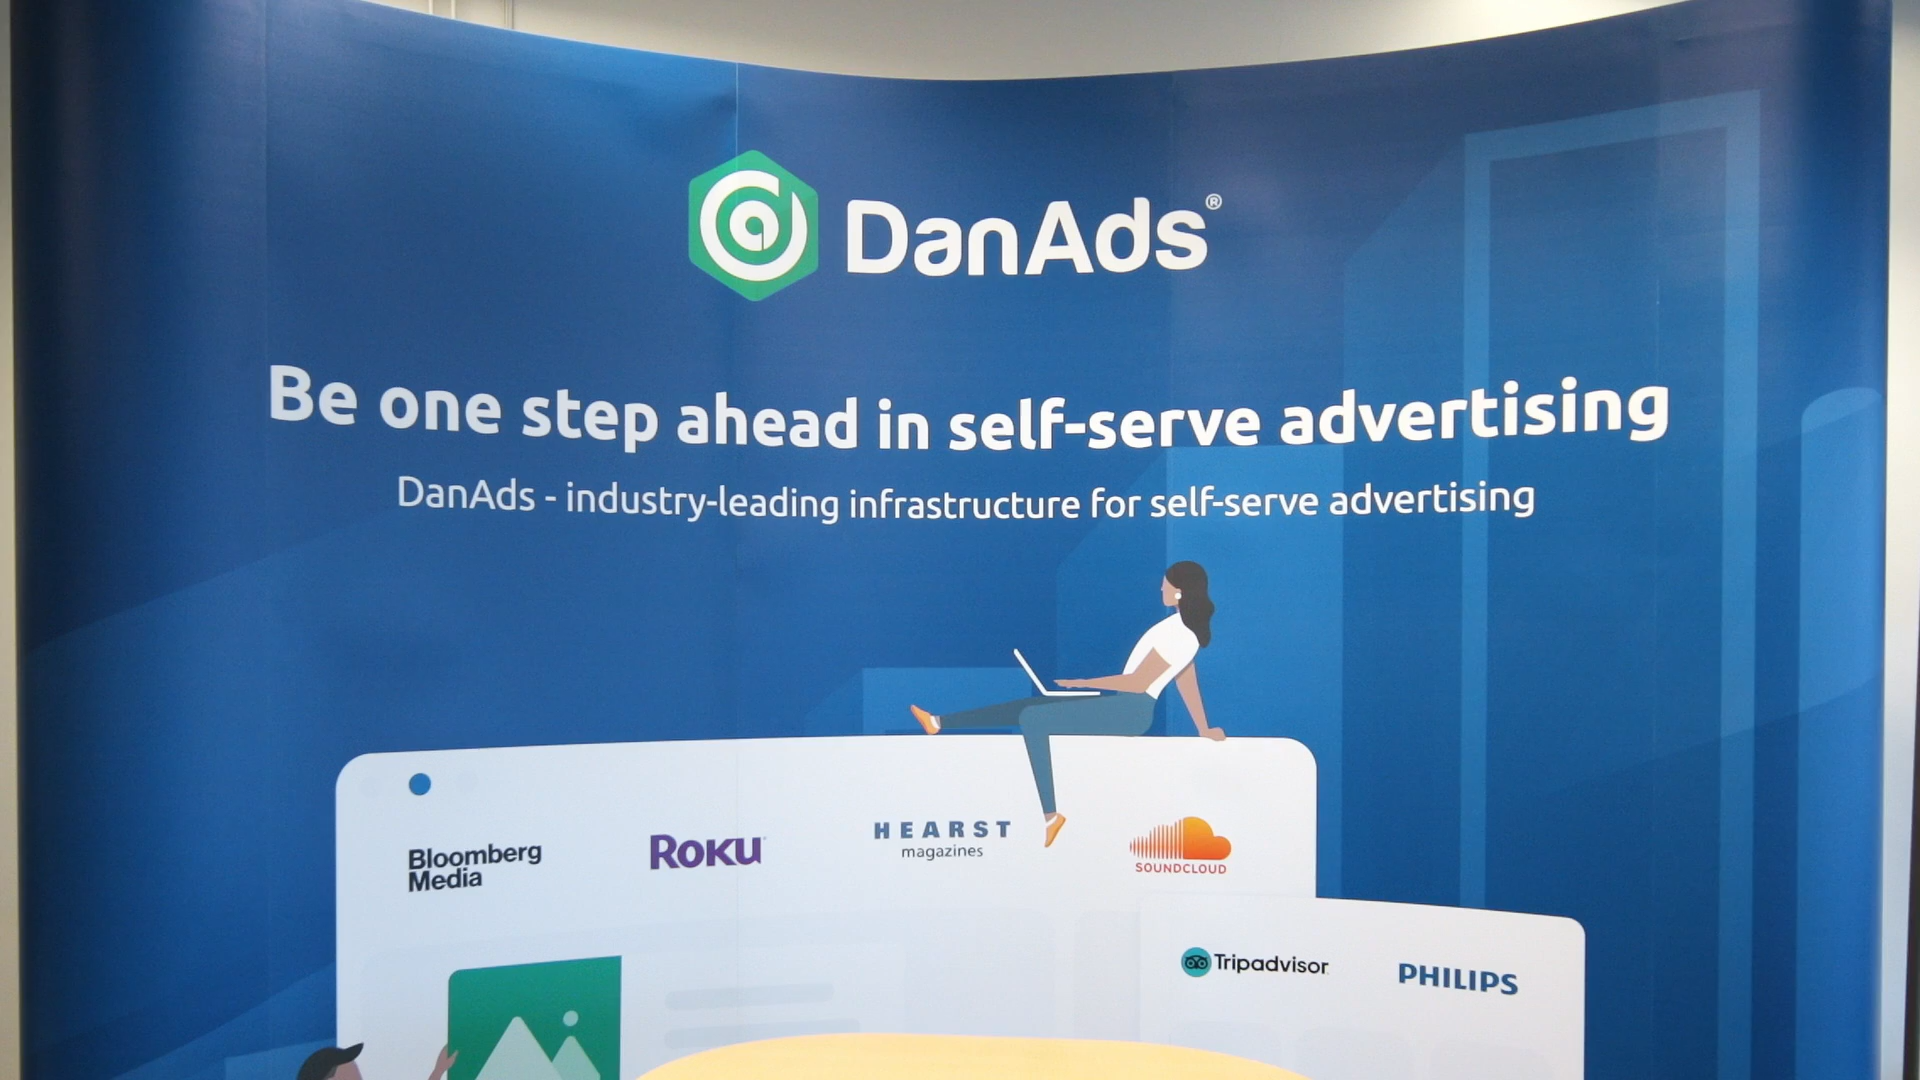 DanAds®
Be one step ahead in self-serve advertising
DanAds - industry-leading infrastructure for self-serve advertising
Bloomberg
Media
ROKU
HEARST
magazines
SOUNDCLOUD
Tripadvisor
PHILIPS